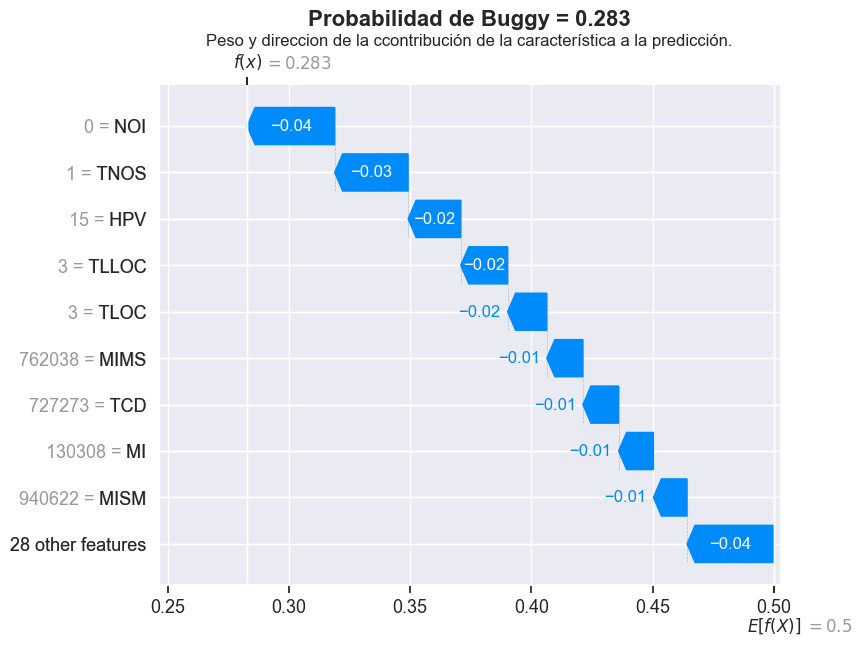 Probabilidad de Buggy = 0.283
Peso y direccion de la ccontribución de la característica a la predicción.
f(x) = 0.283
0 = NOI
−0.04
1 = TNOS
−0.03
15 = HPV
−0.02
3 = TLLOC
−0.02
3 = TLOC
−0.02
762038 = MIMS
−0.01
727273 = TCD
−0.01
130308 = MI
−0.01
940622 = MISM
−0.01
28 other features
−0.04
0.25 0.30 0.35 0.40 0.45 0.50
E[f(X)] = 0.5